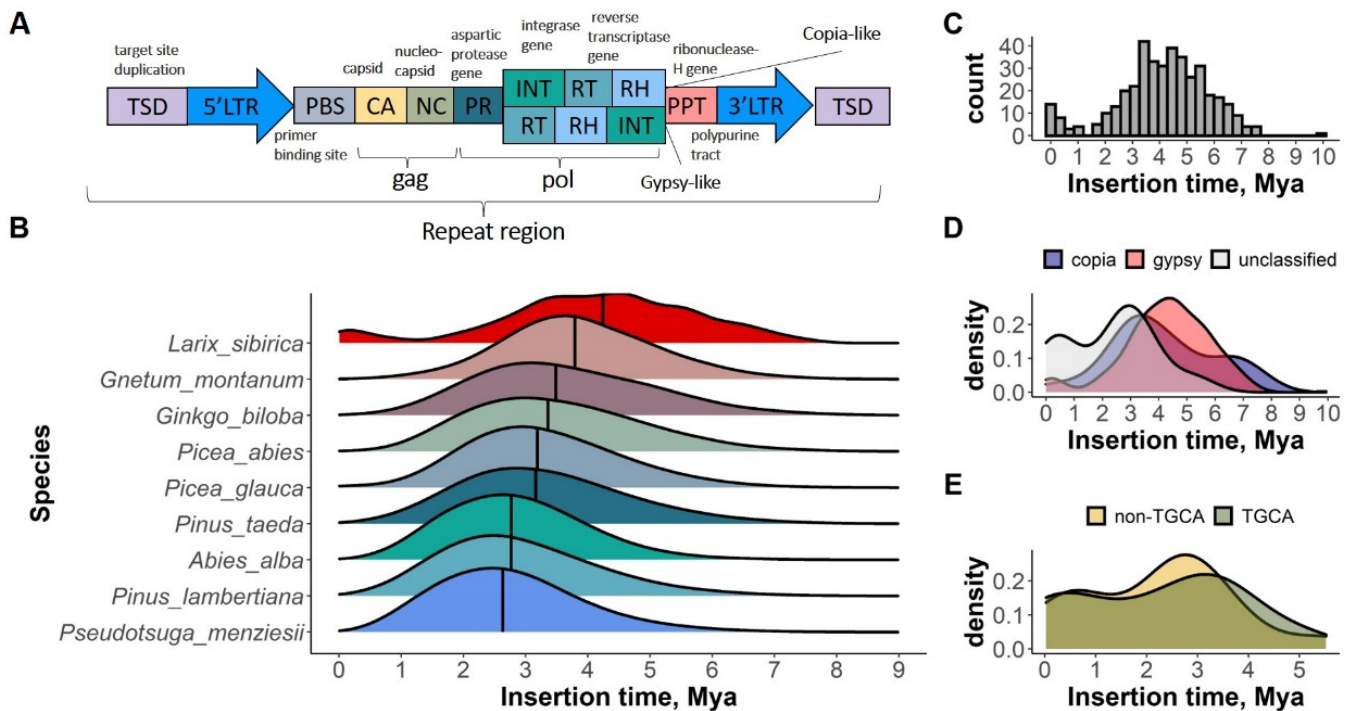 A
target site
duplication
capsid
nucleo-
capsid
aspartic
protease
gene
integrase
gene
reverse
transcriptase
gene
ribonuclease-
H gene
Copia-like
TSD
5'LTR
PBS
CA
NC
PR
INT
RT
RH
RT
RH
INT
PPT
3'LTR
TSD
primer
binding site
polypurine
tract
gag
pol
Gypsy-like
Repeat region
B
Species
Larix_sibirica
Gnetum_montanum
Ginkgo_biloba
Picea_abies
Picea_glauca
Pinus_taeda
Abies_alba
Pinus_lambertiana
Pseudotsuga_menziesii
0 1 2 3 4 5 6 7 8 9
Insertion time, Mya
C
count
40
30
20
10
0
0 1 2 3 4 5 6 7 8 9 10
Insertion time, Mya
D
copia gypsy unclassified
density
0.2
0.1
0.0
0 1 2 3 4 5 6 7 8 9 10
Insertion time, Mya
E
non-TGCA TGCA
density
0.2
0.1
0.0
0 1 2 3 4 5
Insertion time, Mya